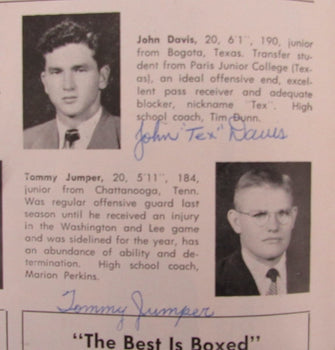 John Davis, 20, 6'1", 190, junior
from Bogota, Texas. Transfer stu-
dent from Paris Junior College (Tex-
as), an ideal offensive end, excel-
lent pass receiver and adequate
blocker, nickname "Tex". High
school coach, Tim Dunn.
John "Tex" Davis
Tommy Jumper, 20, 5'11", 184,
junior from Chattanooga, Tenn.
Was regular offensive guard last
season until he received an injury
in the Washington and Lee game
and was sidelined for the year, has
an abundance of ability and de-
termination. High school coach,
Marion Perkins.
Tommy Jumper
"The Best Is Boxed"